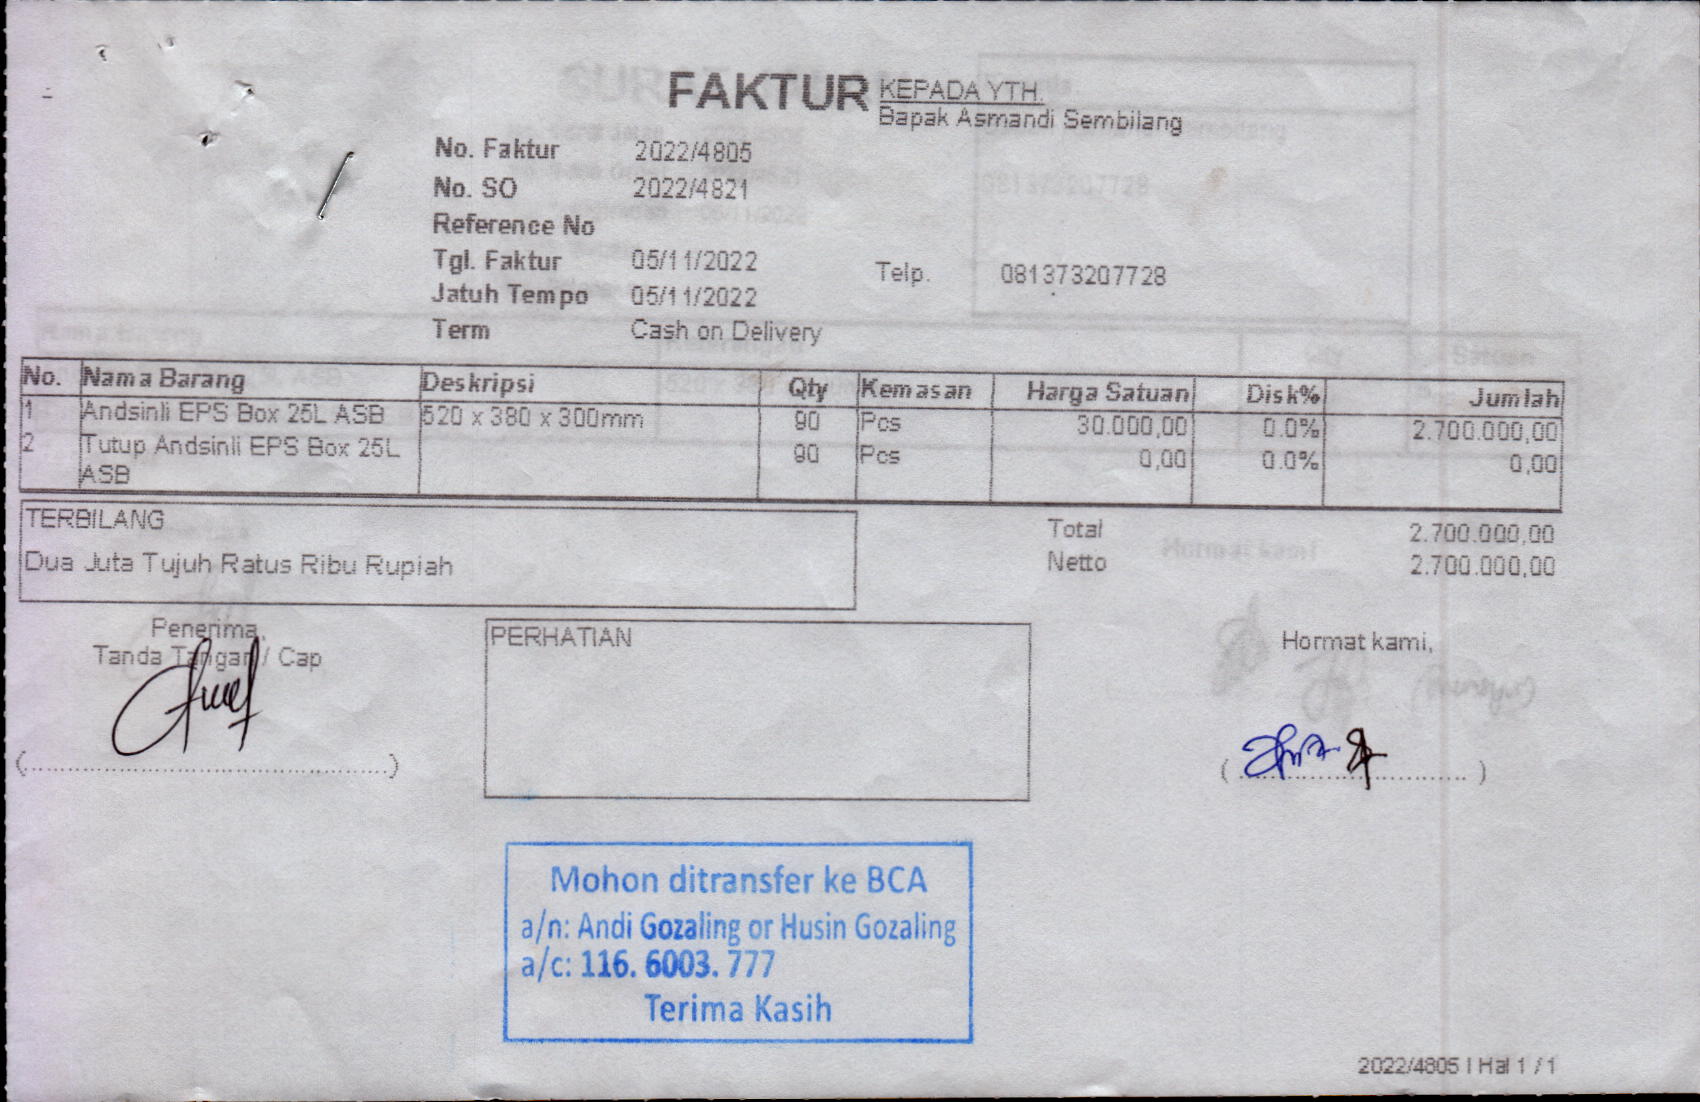 FAKTUR
KEPADA YTH.
Bapak Asmandi Sembilang
No. Faktur 2022/4805
No. SO 2022/4821
Reference No
Tgl. Faktur 05/11/2022
Telp. 081373207728
Jatuh Tempo 05/11/2022
Term Cash on Delivery
No. Nama Barang Deskripsi Qty Kemasan Harga Satuan Disk% Jumlah
1 Andsinli EPS Box 25L ASB 520 x 380 x 300mm 90 Pcs 30.000,00 0.0% 2.700.000,00
2 Tutup Andsinli EPS Box 25L 90 Pcs 0,00 0.0% 0,00
ASB
TERBILANG
Dua Juta Tujuh Ratus Ribu Rupiah
Total 2.700.000,00
Netto 2.700.000,00
Penerima,
Tanda Tangan / Cap
PERHATIAN
Hormat kami,
Mohon ditransfer ke BCA
a/n: Andi Gozaling or Husin Gozaling
a/c: 116. 6003. 777
Terima Kasih
2022/4805 | Hal 1 / 1